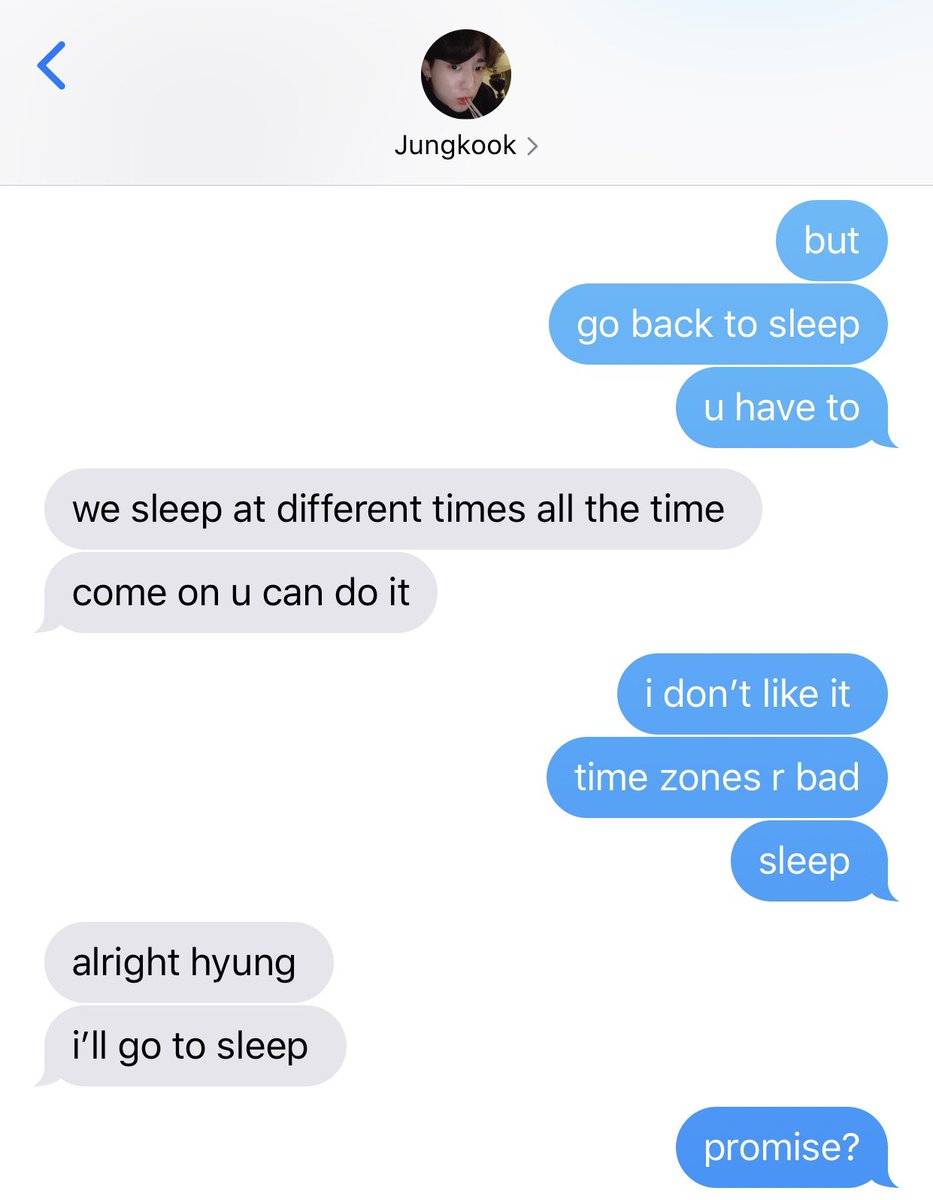 Jungkook
but
go back to sleep
u have to
we sleep at different times all the time
come on u can do it
i don’t like it
time zones r bad
sleep
alright hyung
i’ll go to sleep
promise?